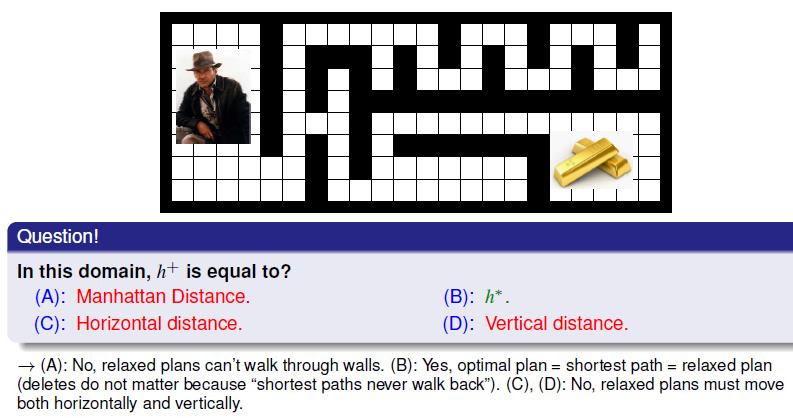 Question!
In this domain, h⁺ is equal to?
(A): Manhattan Distance.
(B): h*.
(C): Horizontal distance.
(D): Vertical distance.
→ (A): No, relaxed plans can't walk through walls. (B): Yes, optimal plan = shortest path = relaxed plan
(deletes do not matter because “shortest paths never walk back”). (C), (D): No, relaxed plans must move
both horizontally and vertically.